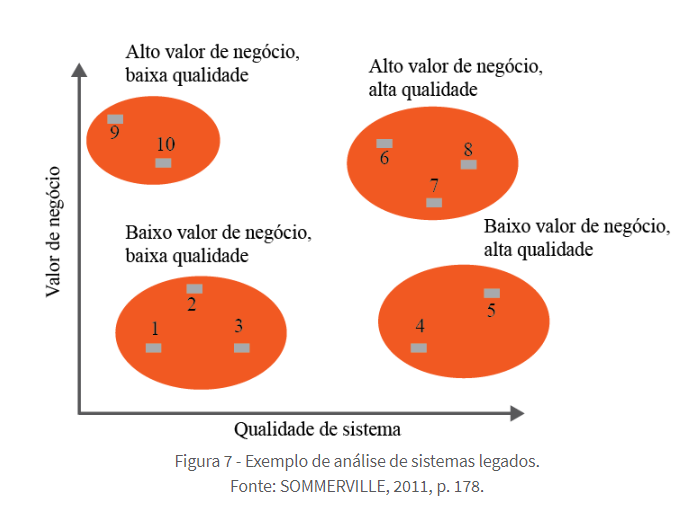 Alto valor de negócio,
baixa qualidade
Alto valor de negócio,
alta qualidade
9
10
6
8
7
Valor de negócio
Baixo valor de negócio,
baixa qualidade
Baixo valor de negócio,
alta qualidade
2
1
3
5
4
Qualidade de sistema
Figura 7 - Exemplo de análise de sistemas legados.
Fonte: SOMMERVILLE, 2011, p. 178.